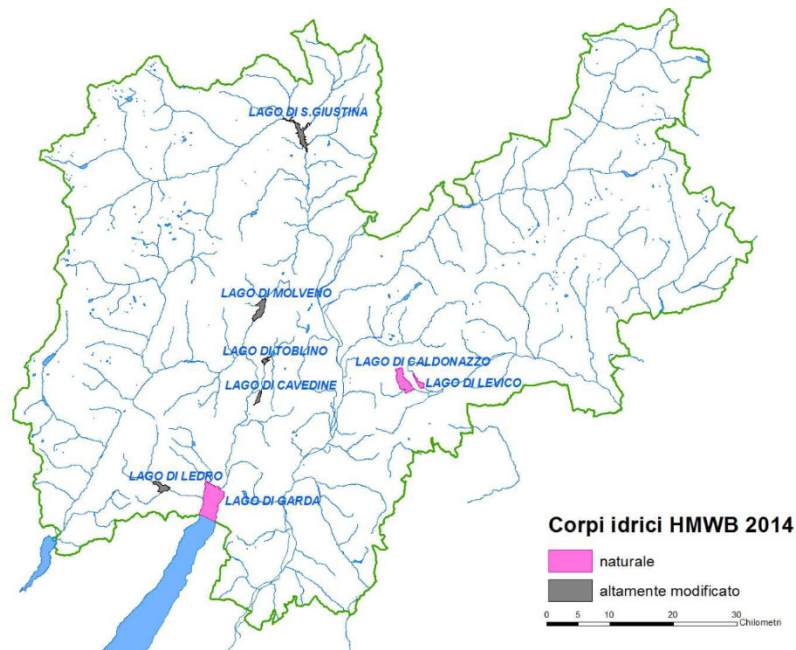 LAGO DI S.GIUSTINA
LAGO DI MOLVENO
LAGO DI TOBLINO
LAGO DI CALDONAZZO
LAGO DI CAVEDINE
LAGO DI LEVICO
LAGO DI LEDRO
LAGO DI GARDA
Corpi idrici HMWB 2014
naturale
altamente modificato
0 5 10 20 30
Chilometri